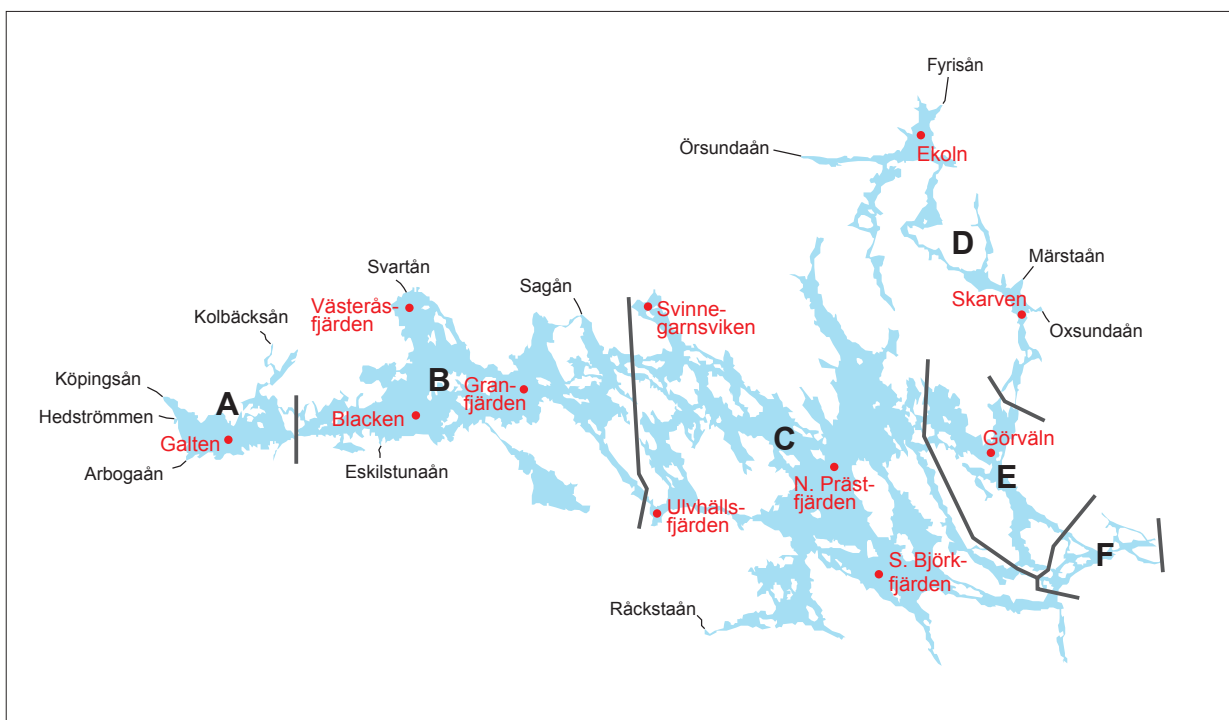 Fyrisån
Örsundaån
Ekoln
D
Märstaån
Svartån
Sagån
Skarven
Västerås-
fjärden
Svinne-
garnsviken
Kolbäcksån
Oxsundaån
Köpingsån
A
B
Gran-
fjärden
Hedströmmen
Blacken
C
Galten
Görväln
Arbogaån
Eskilstunaån
N. Präst-
fjärden
E
Ulvhälls-
fjärden
F
S. Björk-
fjärden
Råckstaån